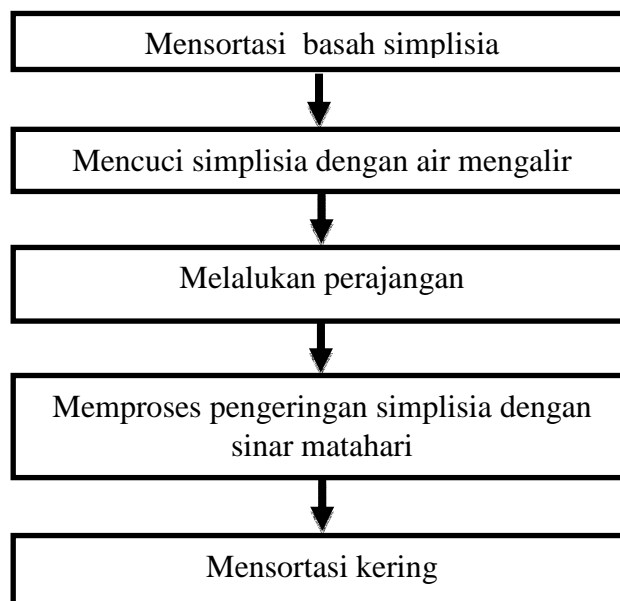 Mensortasi basah simplisia
Mencuci simplisia dengan air mengalir
Melalukan perajangan
Memproses pengeringan simplisia dengan
sinar matahari
Mensortasi kering